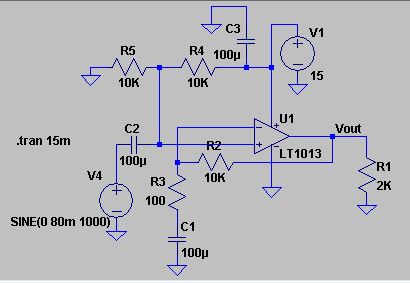 C3
V1
R5
R4
100µ
10K
10K
15
C2
U1
Vout
.tran 15m
100µ
R2
LT1013
V4
R3
10K
R1
100
2K
SINE(0 80m 1000)
C1
100µ